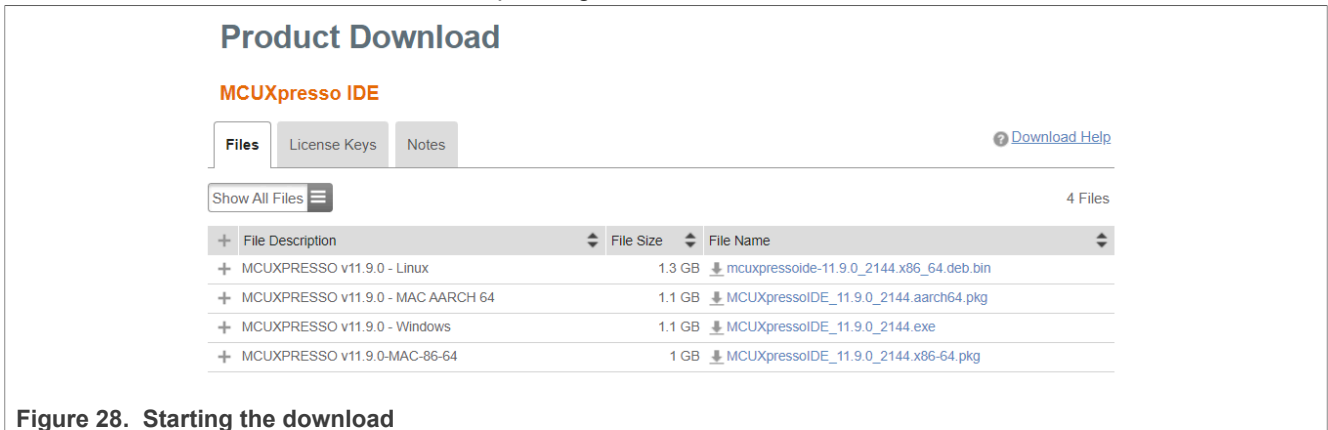 Product Download
MCUXpresso IDE
Files License Keys Notes Download Help
Show All Files 4 Files
File Description File Size File Name
MCUXPRESSO v11.9.0 - Linux 1.3 GB mcuxpressoide-11.9.0_2144.x86_64.deb.bin
MCUXPRESSO v11.9.0 - MAC AARCH 64 1.1 GB MCUXpressoIDE_11.9.0_2144.aarch64.pkg
MCUXPRESSO v11.9.0 - Windows 1.1 GB MCUXpressoIDE_11.9.0_2144.exe
MCUXPRESSO v11.9.0-MAC-86-64 1 GB MCUXpressoIDE_11.9.0_2144.x86-64.pkg
Figure 28. Starting the download